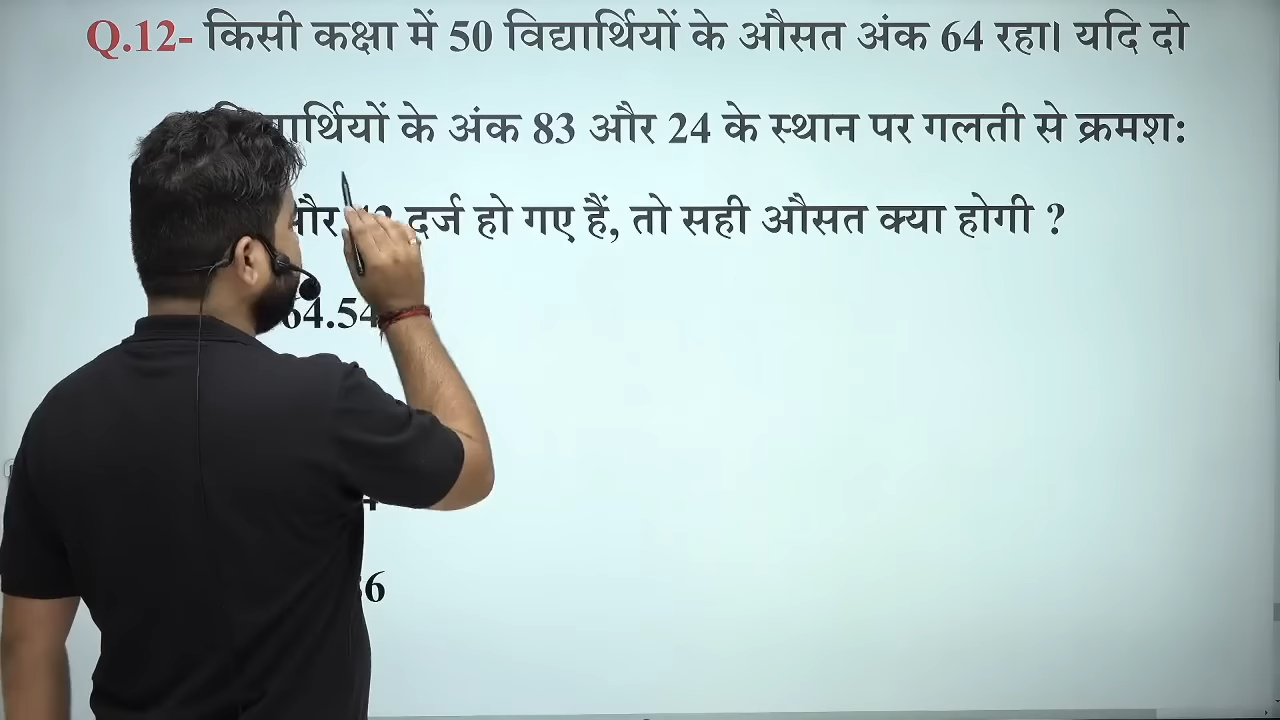 Q.12- किसी कक्षा में 50 विद्यार्थियों के औसत अंक 64 रहा। यदि दो
के अंक 83 और 24 के स्थान पर गलती से क्रमश:
और दर्ज हो गए हैं, तो सही औसत क्या होगी ?
64.54